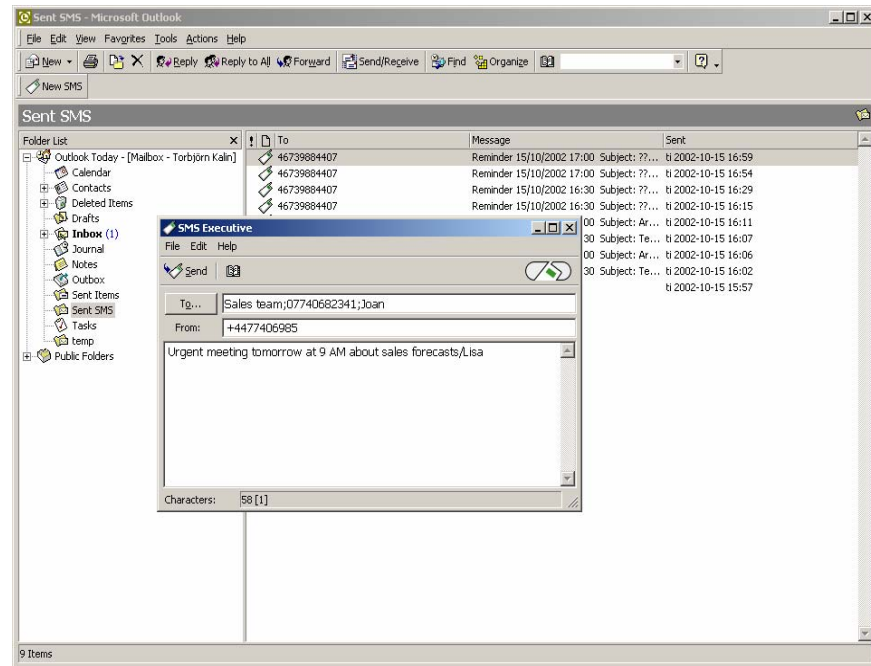 Sent SMS - Microsoft Outlook
File Edit View Favorites Tools Actions Help
New Reply Reply to All Forward Send/Receive Find Organize
New SMS
Sent SMS
Folder List
Outlook Today - [Mailbox - Torbjörn Kalin]
Calendar
Contacts
Deleted Items
Drafts
Inbox (1)
Journal
Notes
Outbox
Sent Items
Sent SMS
Tasks
temp
Public Folders
! To Message Sent
46739884407 Reminder 15/10/2002 17:00 Subject: ??... ti 2002-10-15 16:59
46739884407 Reminder 15/10/2002 17:00 Subject: ??... ti 2002-10-15 16:54
46739884407 Reminder 15/10/2002 16:30 Subject: ??... ti 2002-10-15 16:29
46739884407 Reminder 15/10/2002 16:30 Subject: ??... ti 2002-10-15 16:15
00 Subject: Ar... ti 2002-10-15 16:11
30 Subject: Te... ti 2002-10-15 16:07
00 Subject: Ar... ti 2002-10-15 16:06
30 Subject: Te... ti 2002-10-15 16:02
ti 2002-10-15 15:57
SMS Executive
File Edit Help
Send
To... Sales team;07740682341;Joan
From: +4477406985
Urgent meeting tomorrow at 9 AM about sales forecasts/Lisa
Characters: 58 [1]
9 Items